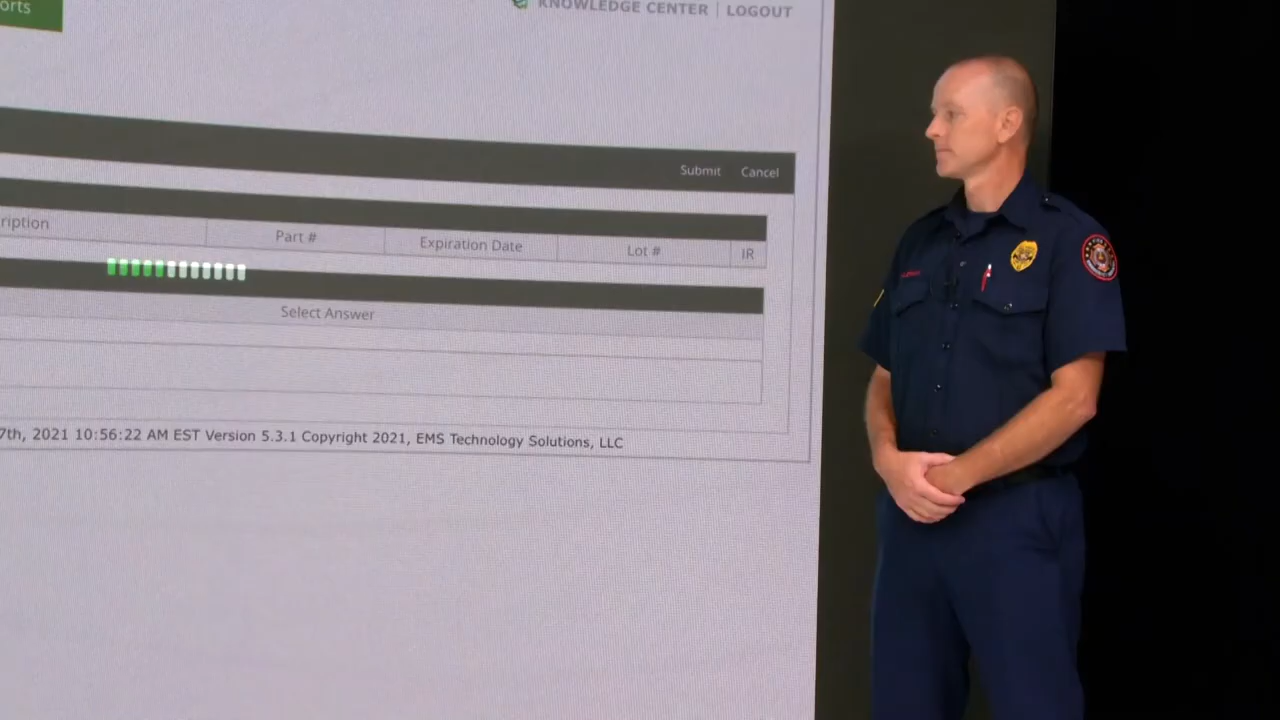 orts
KNOWLEDGE CENTER | LOGOUT
Submit Cancel
ription Part # Expiration Date Lot # IR
Select Answer
7th, 2021 10:56:22 AM EST Version 5.3.1 Copyright 2021, EMS Technology Solutions, LLC